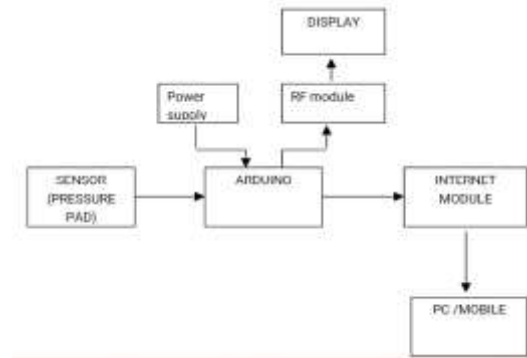 DISPLAY
Power
supply
RF module
SENSOR
(PRESSURE
PAD)
ARDUINO
INTERNET
MODULE
PC /MOBILE